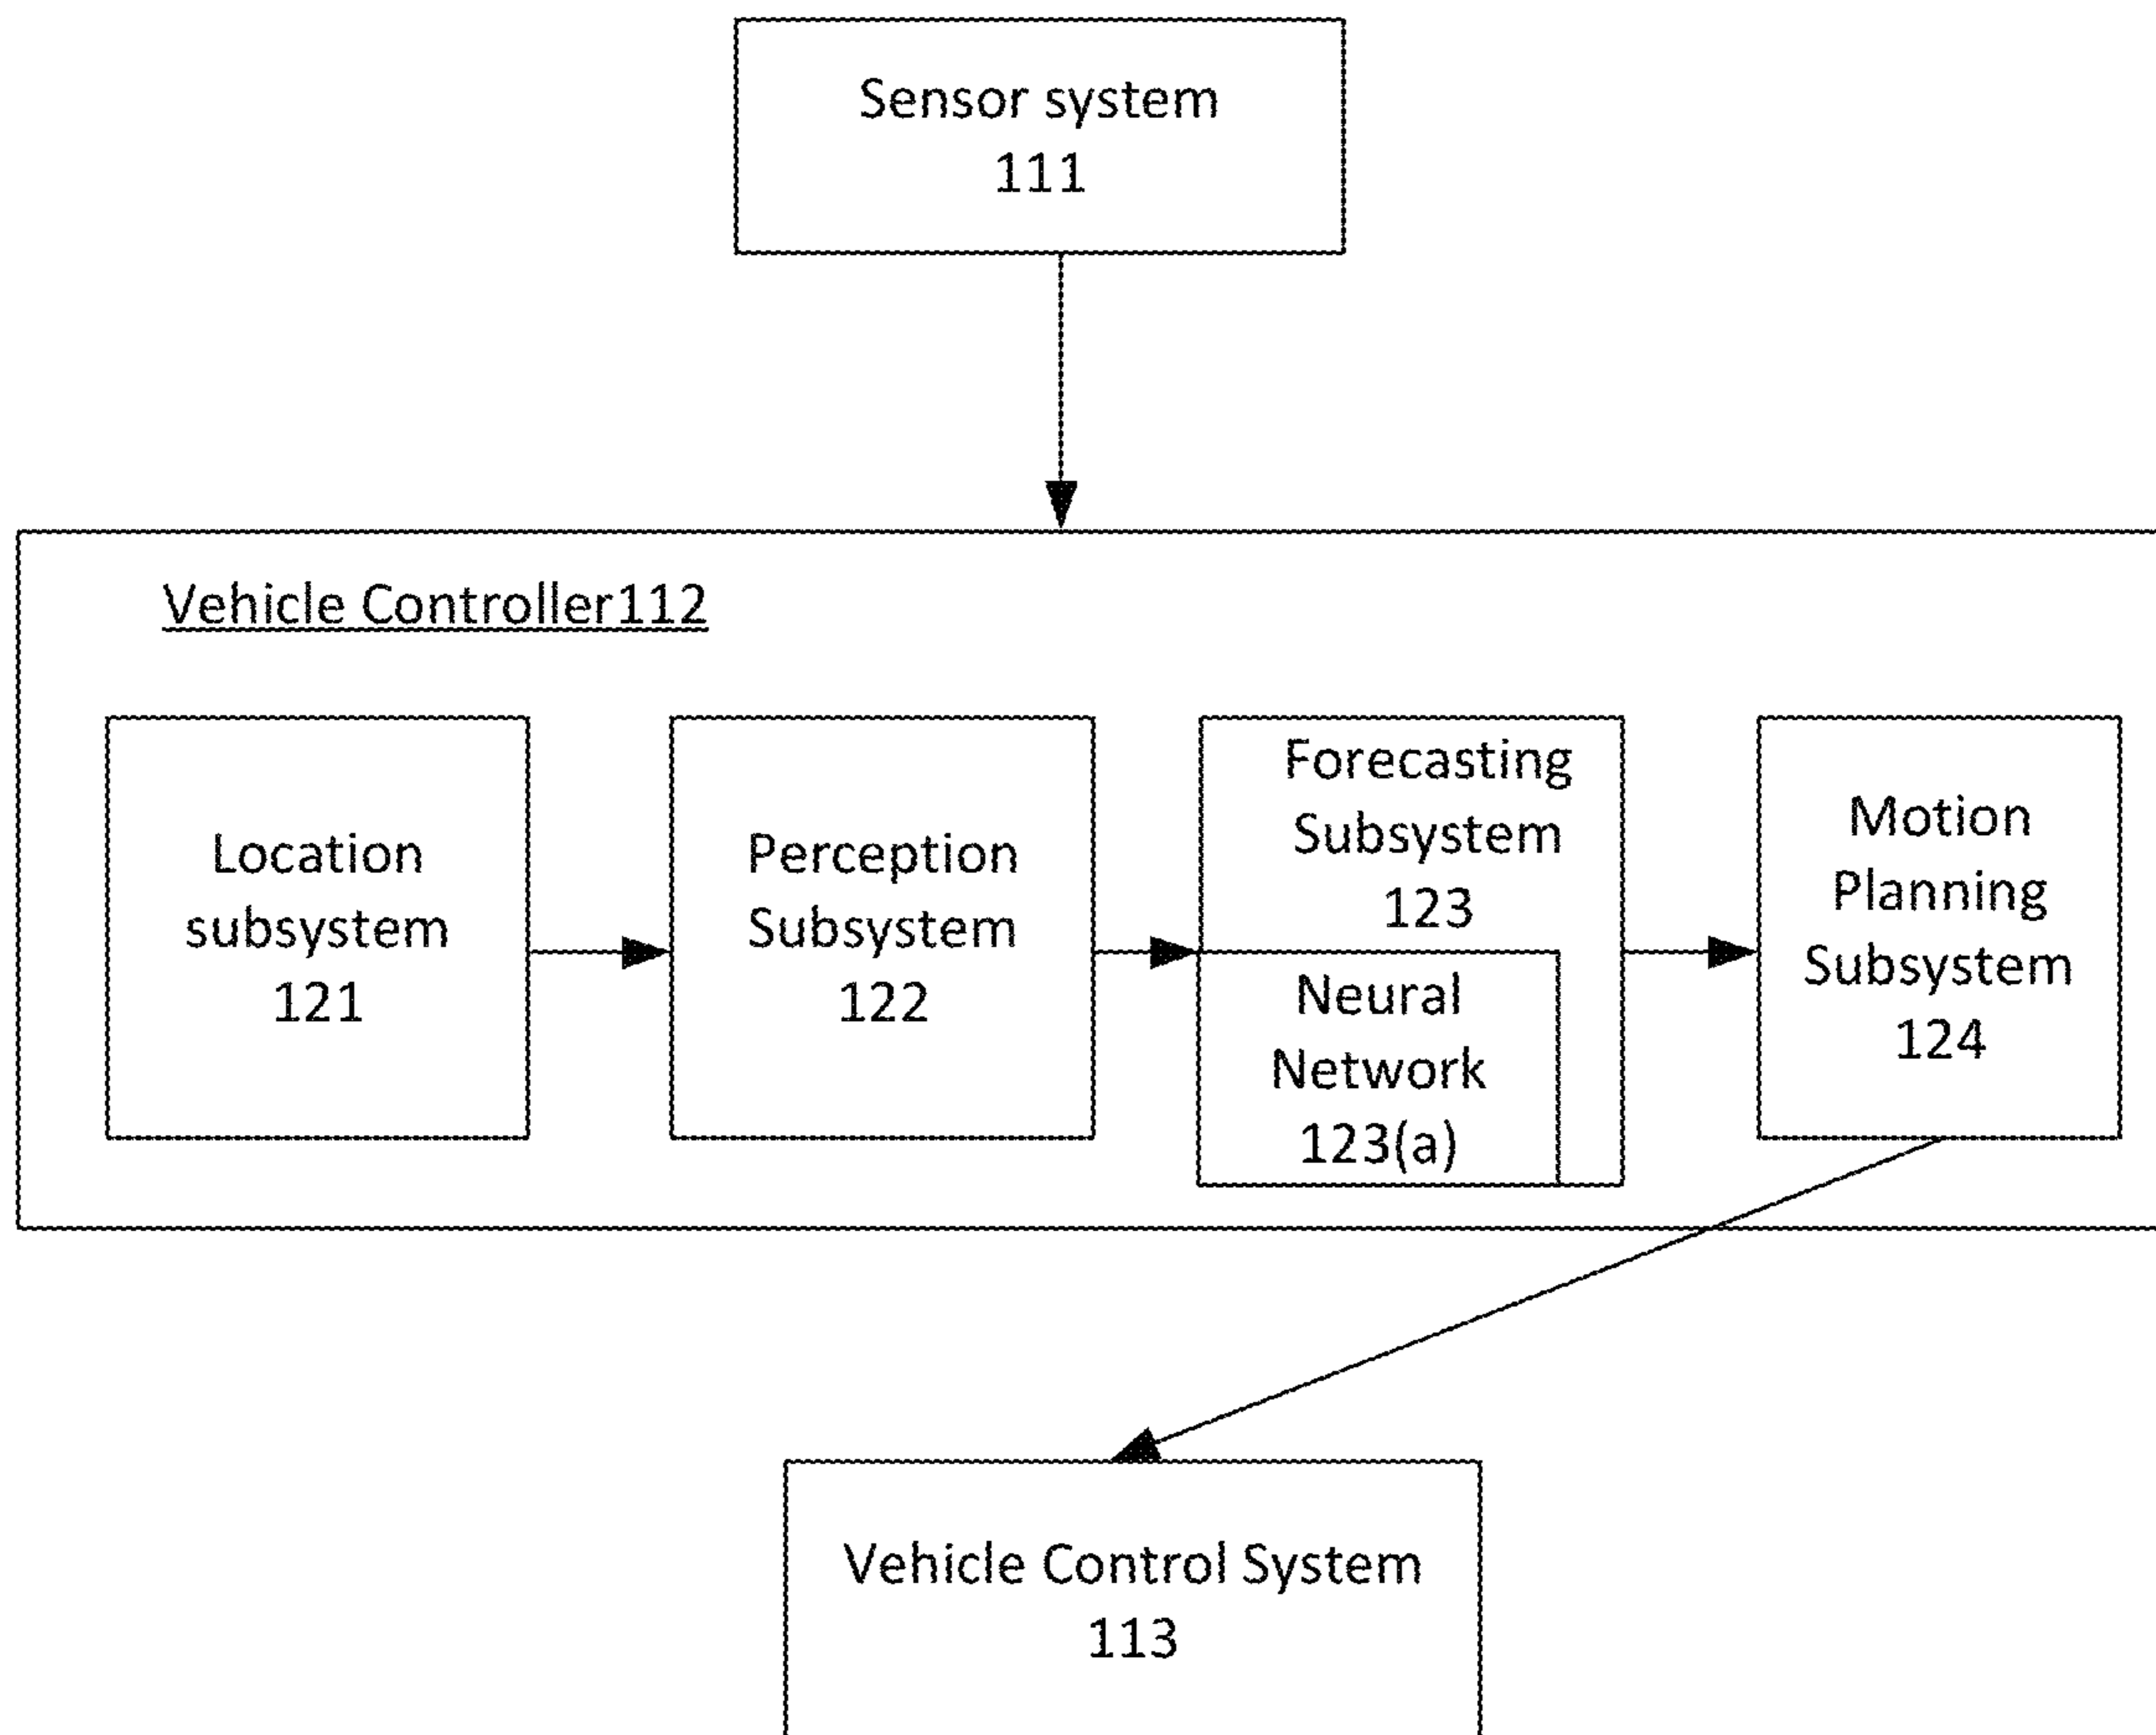 Sensor system
111
Vehicle Controller112
Location
subsystem
121
Perception
Subsystem
122
Forecasting
Subsystem
123
Neural
Network
123(a)
Motion
Planning
Subsystem
124
Vehicle Control System
113